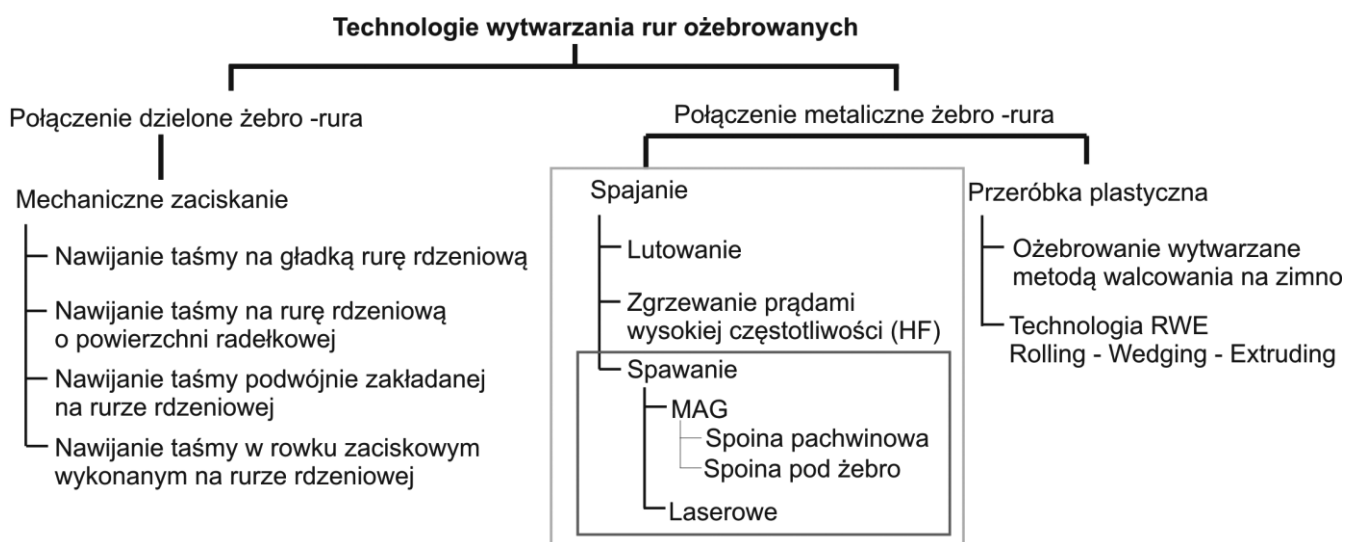 Technologie wytwarzania rur ożebrowanych
Połączenie dzielone żebro -rura
Mechaniczne zaciskanie
Nawijanie taśmy na gładką rurę rdzeniową
Nawijanie taśmy na rurę rdzeniową
o powierzchni radełkowej
Nawijanie taśmy podwójnie zakładanej
na rurze rdzeniowej
Nawijanie taśmy w rowku zaciskowym
wykonanym na rurze rdzeniowej
Połączenie metaliczne żebro -rura
Spajanie
Lutowanie
Zgrzewanie prądami
wysokiej częstotliwości (HF)
Spawanie
MAG
Spoina pachwinowa
Spoina pod żebro
Laserowe
Przeróbka plastyczna
Ożebrowanie wytwarzane
metodą walcowania na zimno
Technologia RWE
Rolling - Wedging - Extruding